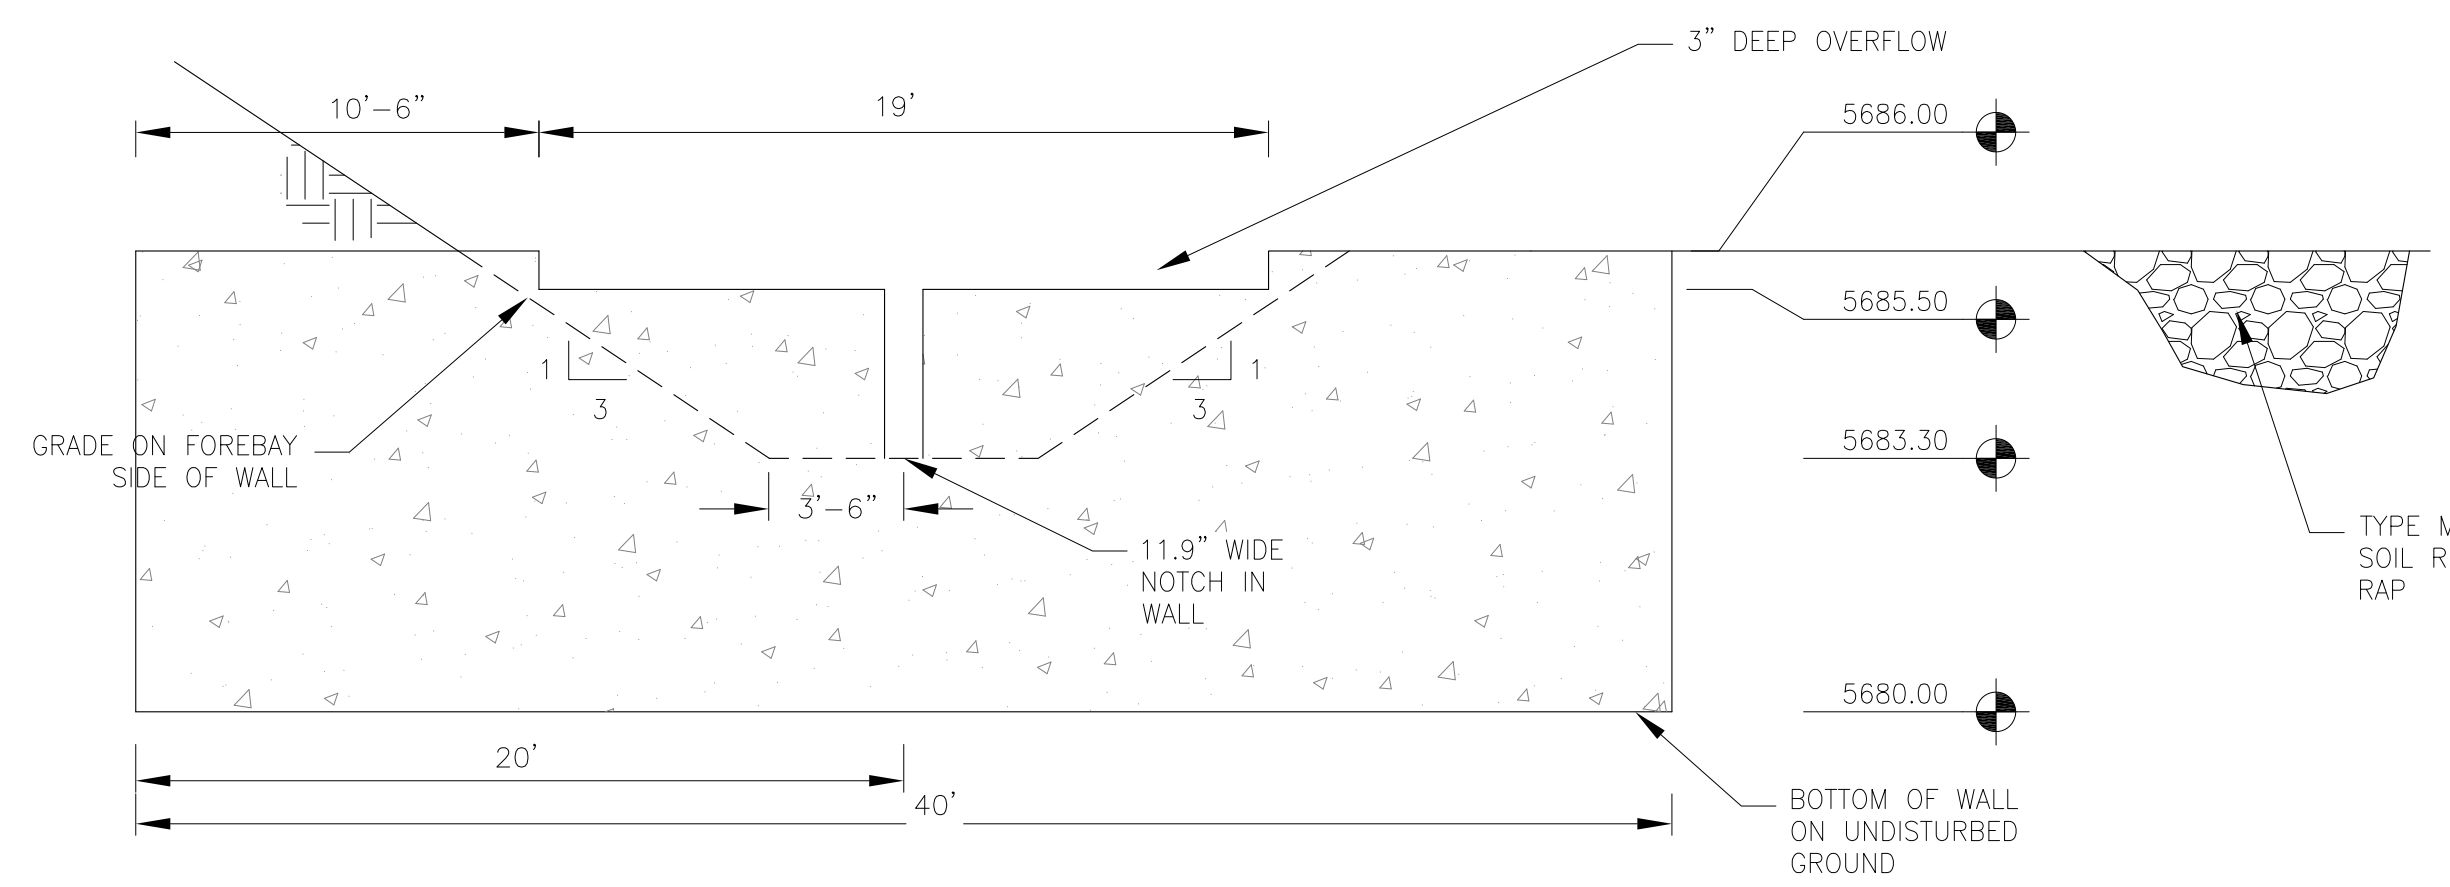 3” DEEP OVERFLOW
10’-6”
19’
5686.00
5685.50
1
3
1
3
GRADE ON FOREBAY
SIDE OF WALL
5683.30
3’-6”
11.9” WIDE
NOTCH IN
WALL
TYPE M
SOIL R
RAP
5680.00
20’
40’
BOTTOM OF WALL
ON UNDISTURBED
GROUND